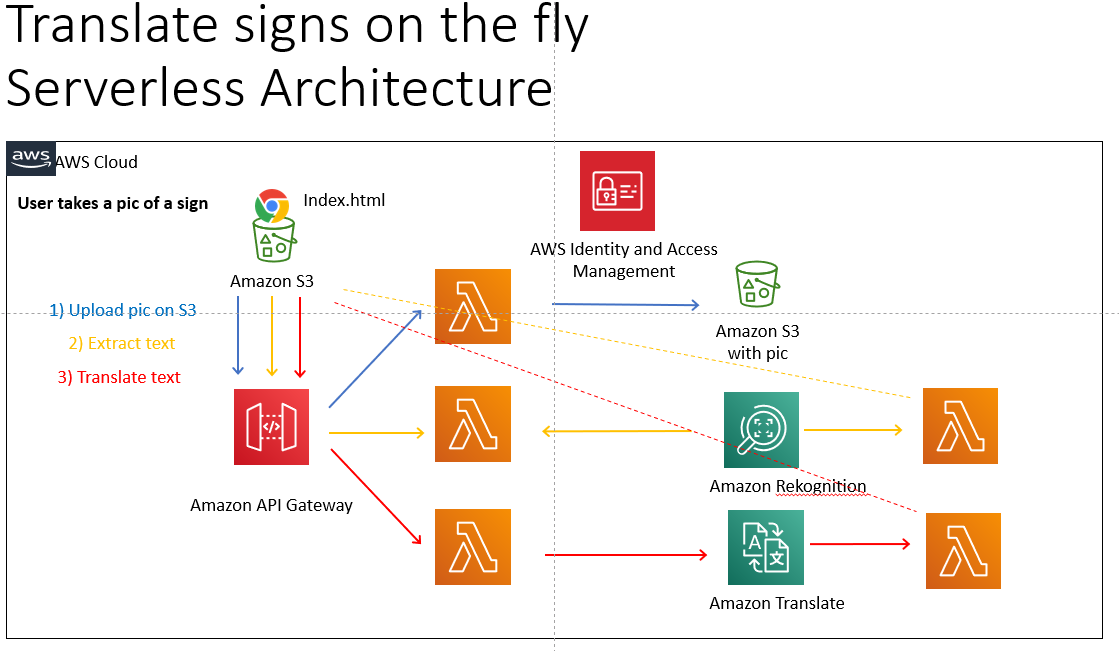 Translate signs on the fly
Serverless Architecture
aws
AWS Cloud
User takes a pic of a sign
Index.html
Amazon S3
AWS Identity and Access
Management
1) Upload pic on S3
2) Extract text
3) Translate text
Amazon S3
with pic
</>
Amazon API Gateway
Amazon Rekognition
A
文
Amazon Translate